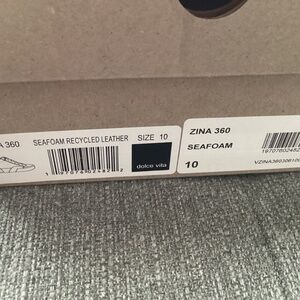 A 360 SEAFOAM RECYCLED LEATHER SIZE 10
dolce vita
ZINA 360
SEAFOAM
10